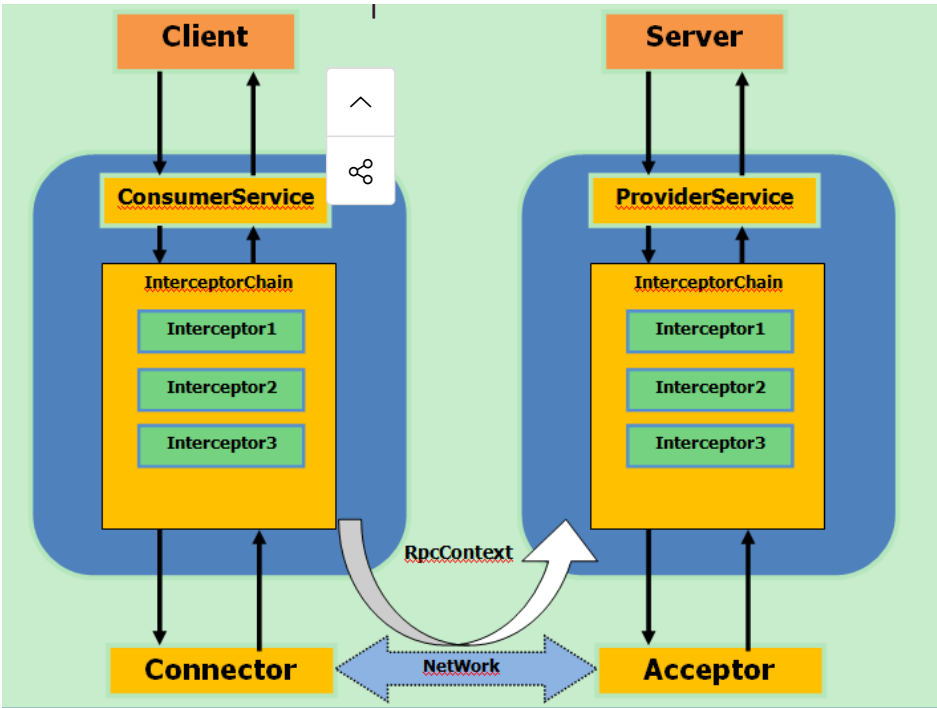 Client
Server
ConsumerService
ProviderService
InterceptorChain
InterceptorChain
Interceptor1
Interceptor1
Interceptor2
Interceptor2
Interceptor3
Interceptor3
RpcContext
Connector
NetWork
Acceptor